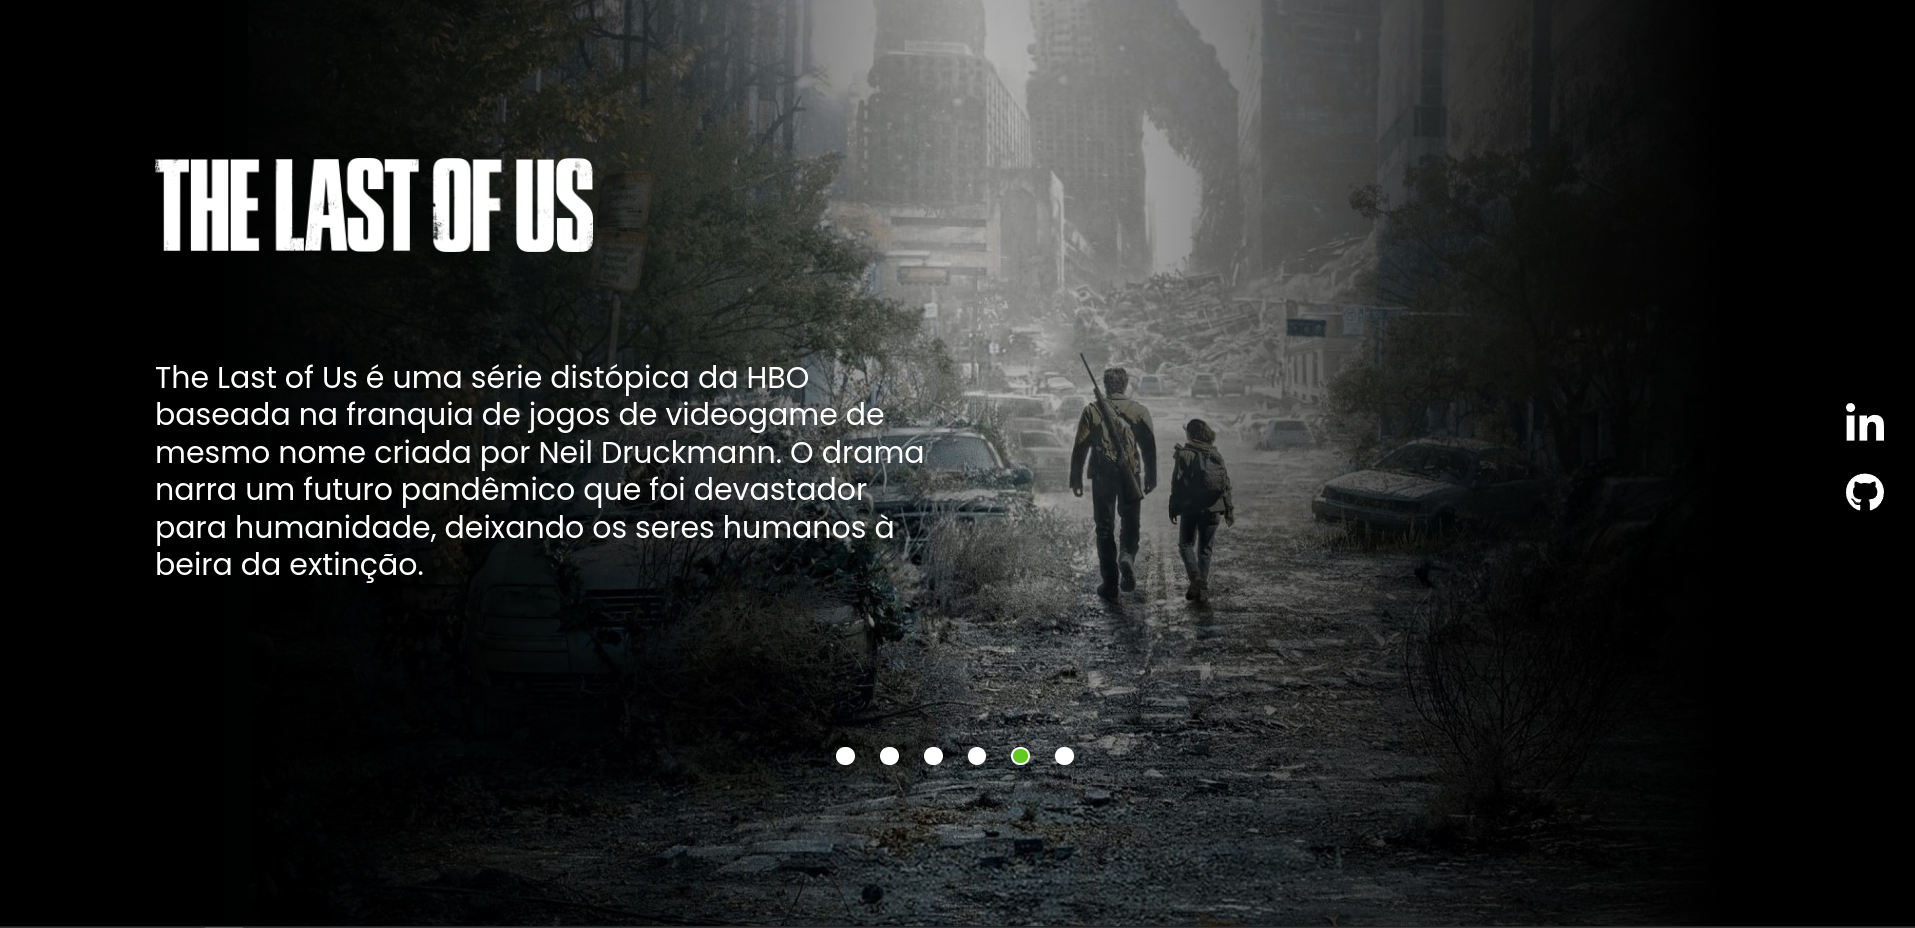 THE LAST OF US
The Last of Us é uma série distópica da HBO
baseada na franquia de jogos de videogame de
mesmo nome criada por Neil Druckmann. O drama
narra um futuro pandêmico que foi devastador
para humanidade, deixando os seres humanos à
beira da extinção.
in